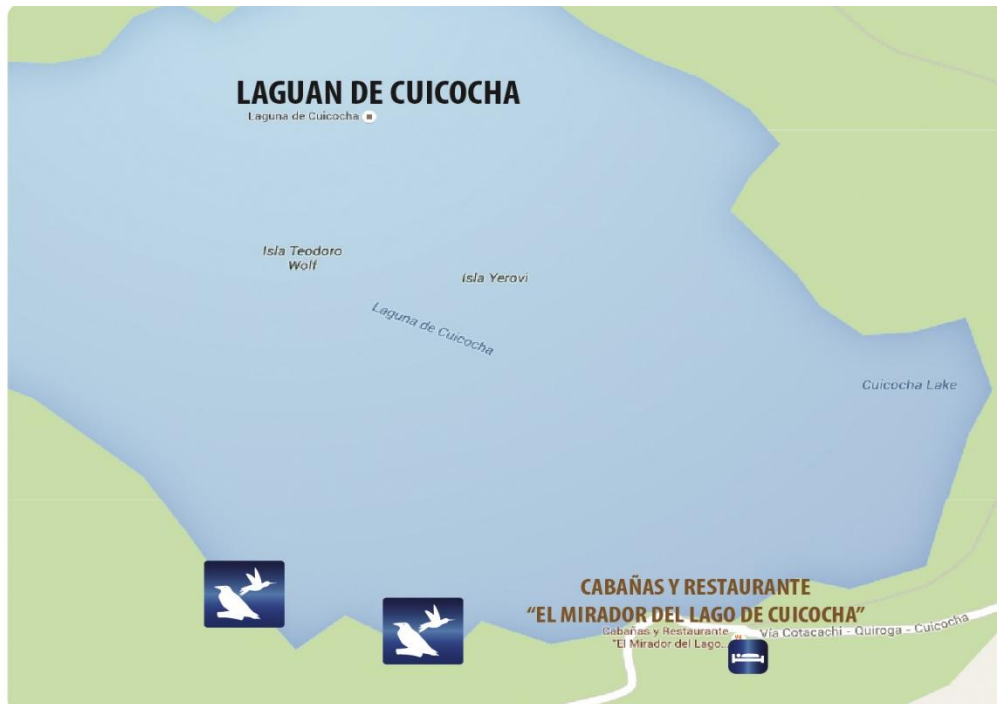 LAGUAN DE CUICOCHA
Laguna de Cuicocha
Isla Teodoro
Wolf
Isla Yerovi
Laguna de Cuicocha
Cuicocha Lake
CABAÑAS Y RESTAURANTE
“EL MIRADOR DEL LAGO DE CUICOCHA”
Cabañas y Restaurante
"El Mirador del Lago...
Vía Cotacachi - Quiroga - Cuicocha